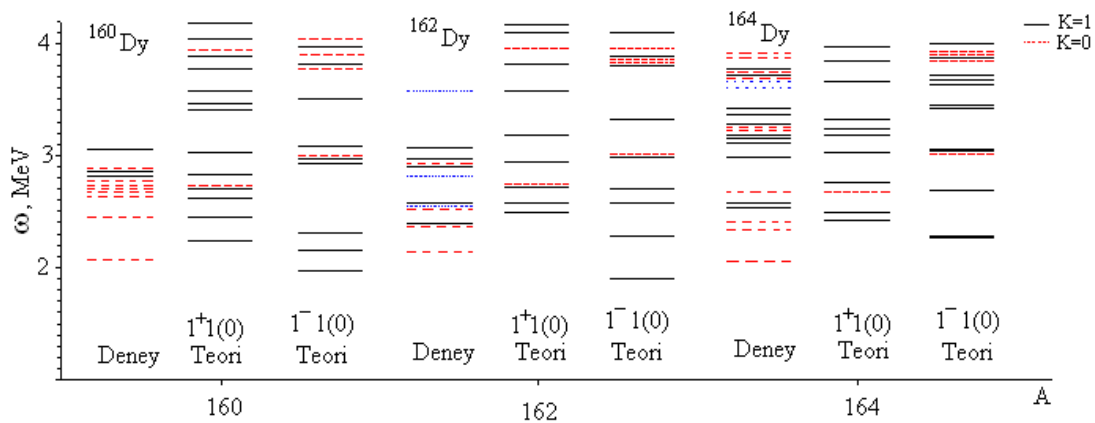 4
3
2
ω, MeV
160Dy
162Dy
164Dy
K=1
K=0
Deney
1+1(0)
Teori
1- 1(0)
Teori
Deney
1+1(0)
Teori
1- 1(0)
Teori
Deney
1+1(0)
Teori
1- 1(0)
Teori
160
162
164
A